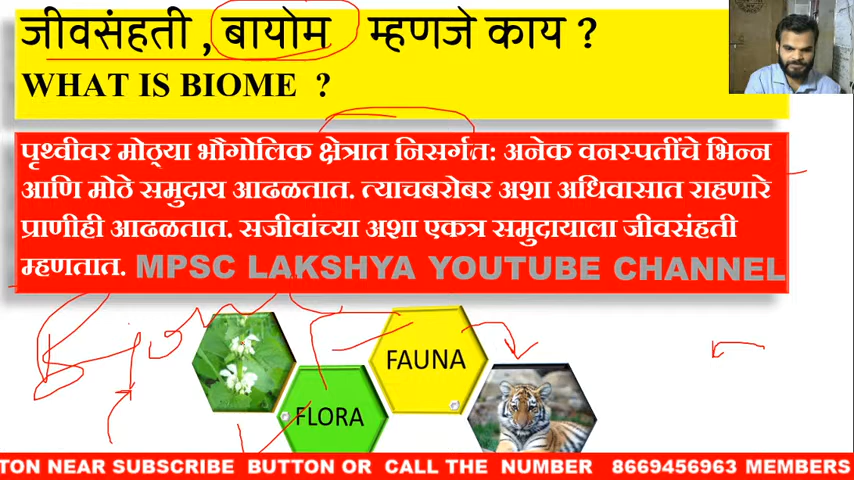 जीवसंहती , बायोम म्हणजे काय ?
WHAT IS BIOME ?
पृथ्वीवर मोठ्या भौगोलिक क्षेत्रात निसर्गत: अनेक वनस्पतींचे भिन्न
आणि मोठे समुदाय आढळतात. त्याचबरोबर अशा अधिवासात राहणारे
प्राणीही आढळतात. सजीवांच्या अशा एकत्र समुदायाला जीवसंहती
म्हणतात. MPSC LAKSHYA YOUTUBE CHANNEL
FAUNA
FLORA
TON NEAR SUBSCRIBE BUTTON OR CALL THE NUMBER 8669456963 MEMBERS